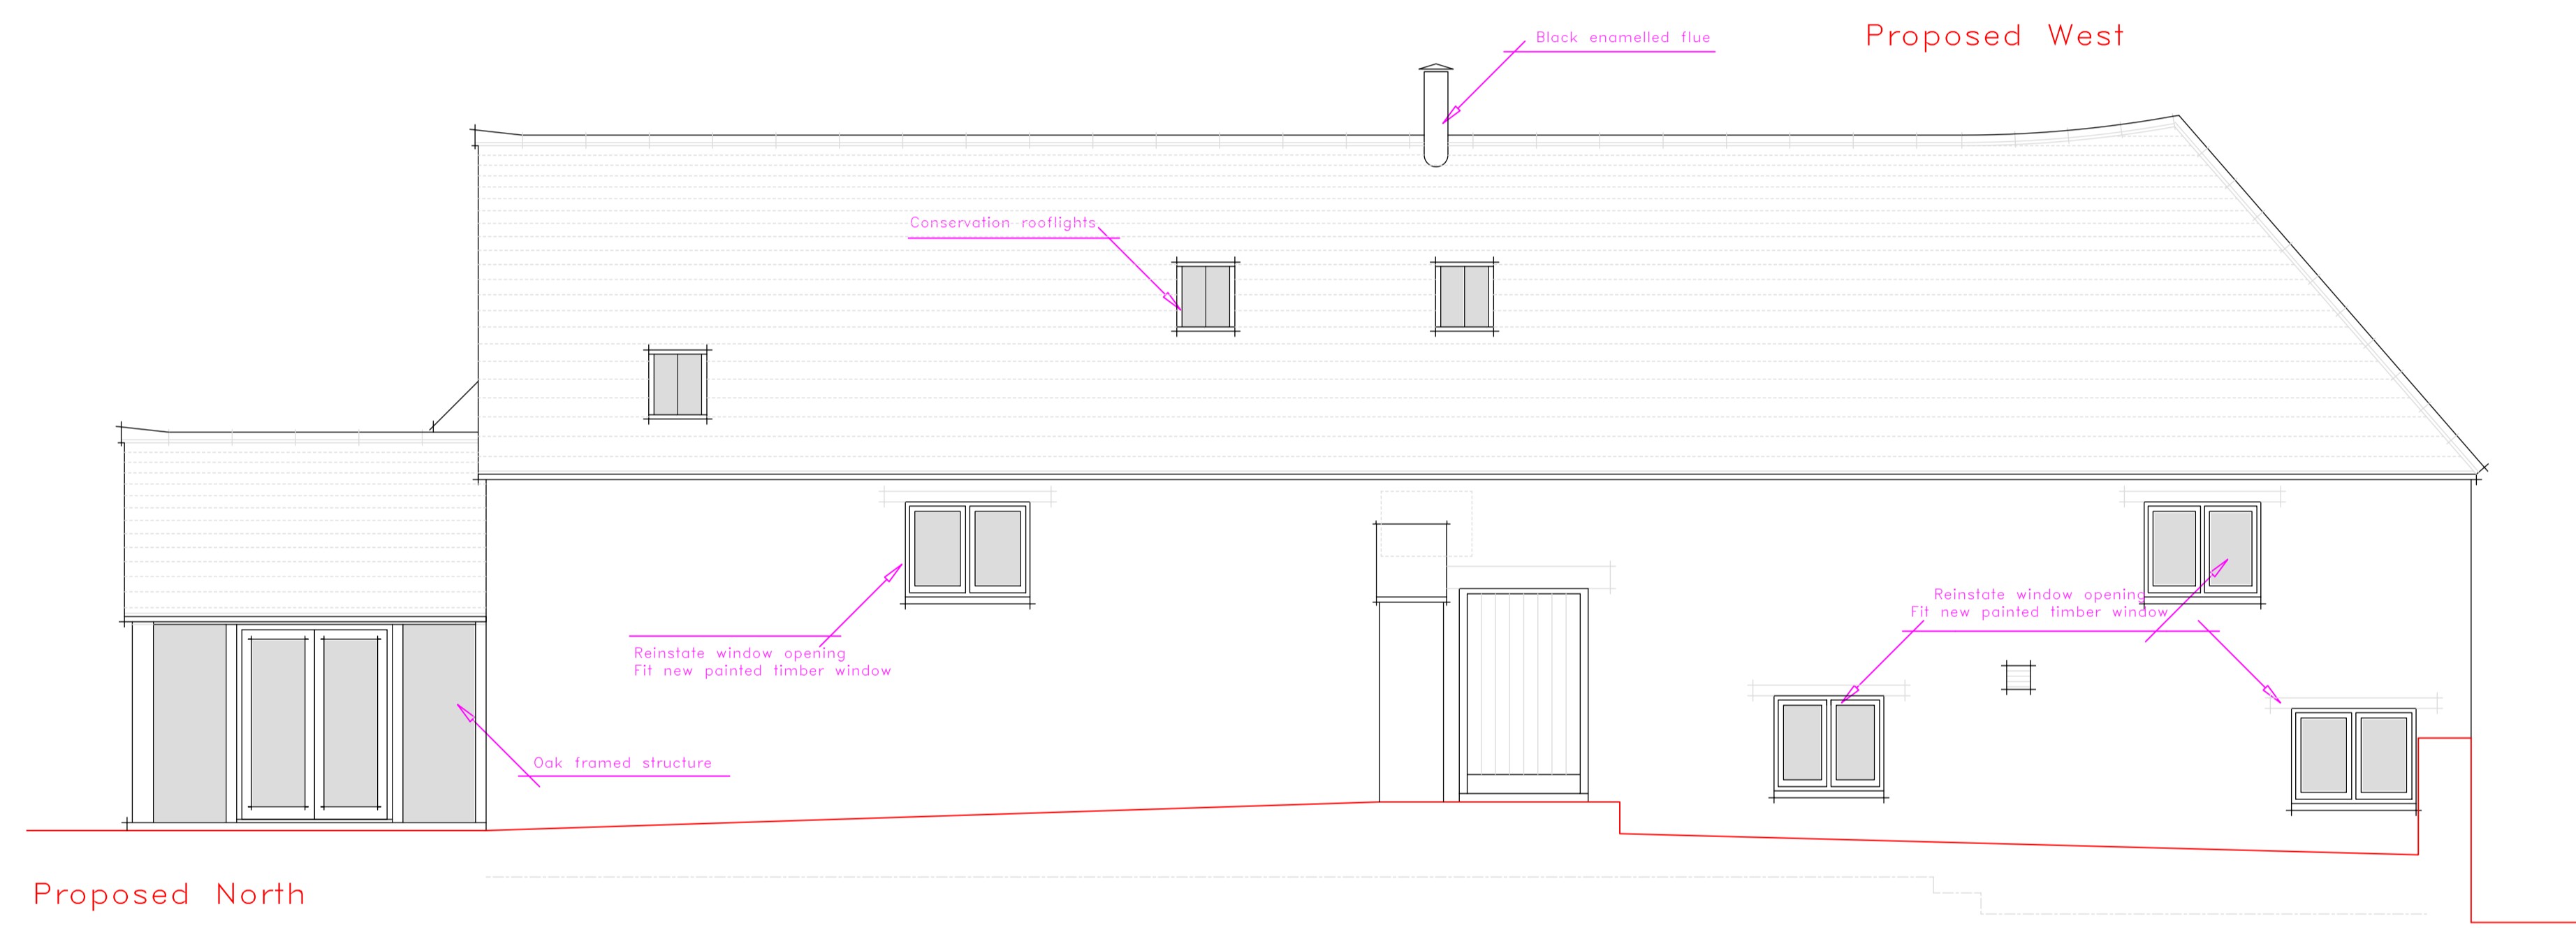 Black enamelled flue
Proposed West
Conservation rooflights
Reinstate window opening
Fit new painted timber window
Reinstate window opening
Fit new painted timber window
Oak framed structure
Proposed North